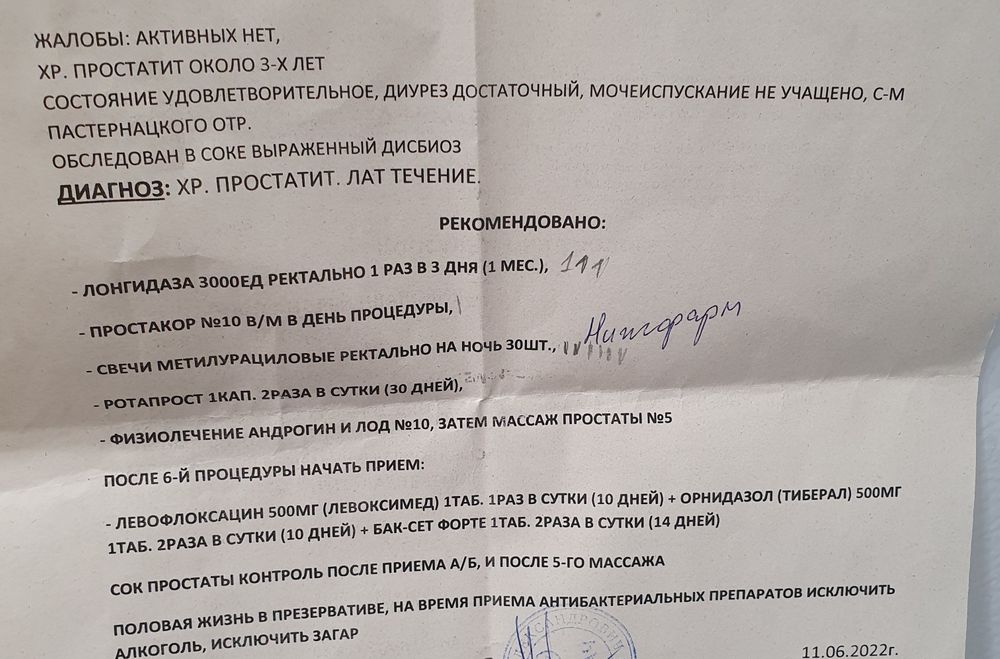 ЖАЛОБЫ: АКТИВНЫХ НЕТ,
ХР. ПРОСТАТИТ ОКОЛО 3-Х ЛЕТ
СОСТОЯНИЕ УДОВЛЕТВОРИТЕЛЬНОЕ, ДИУРЕЗ ДОСТАТОЧНЫЙ, МОЧЕИСПУСКАНИЕ НЕ УЧАЩЕНО, С-М
ПАСТЕРНАЦКОГО ОТР.
ОБСЛЕДОВАН В СОКЕ ВЫРАЖЕННЫЙ ДИСБИОЗ
ДИАГНОЗ: ХР. ПРОСТАТИТ. ЛАТ ТЕЧЕНИЕ.
РЕКОМЕНДОВАНО:
- ЛОНГИДАЗА 3000ЕД РЕКТАЛЬНО 1 РАЗ В 3 ДНЯ (1 МЕС.),
- ПРОСТАКОР №10 В/М В ДЕНЬ ПРОЦЕДУРЫ,
- СВЕЧИ МЕТИЛУРАЦИЛОВЫЕ РЕКТАЛЬНО НА НОЧЬ 30ШТ., Нижфарм
- РОТАПРОСТ 1КАП. 2РАЗА В СУТКИ (30 ДНЕЙ),
- ФИЗИОЛЕЧЕНИЕ АНДРОГИН И ЛОД №10, ЗАТЕМ МАССАЖ ПРОСТАТЫ №5
ПОСЛЕ 6-Й ПРОЦЕДУРЫ НАЧАТЬ ПРИЕМ:
- ЛЕВОФЛОКСАЦИН 500МГ (ЛЕВОКСИМЕД) 1ТАБ. 1РАЗ В СУТКИ (10 ДНЕЙ) + ОРНИДАЗОЛ (ТИБЕРАЛ) 500МГ
1ТАБ. 2РАЗА В СУТКИ (10 ДНЕЙ) + БАК-СЕТ ФОРТЕ 1ТАБ. 2РАЗА В СУТКИ (14 ДНЕЙ)
СОК ПРОСТАТЫ КОНТРОЛЬ ПОСЛЕ ПРИЕМА А/Б, И ПОСЛЕ 5-ГО МАССАЖА
ПОЛОВАЯ ЖИЗНЬ В ПРЕЗЕРВАТИВЕ, НА ВРЕМЯ ПРИЕМА АНТИБАКТЕРИАЛЬНЫХ ПРЕПАРАТОВ ИСКЛЮЧИТЬ
АЛКОГОЛЬ, ИСКЛЮЧИТЬ ЗАГАР
11.06.2022г.